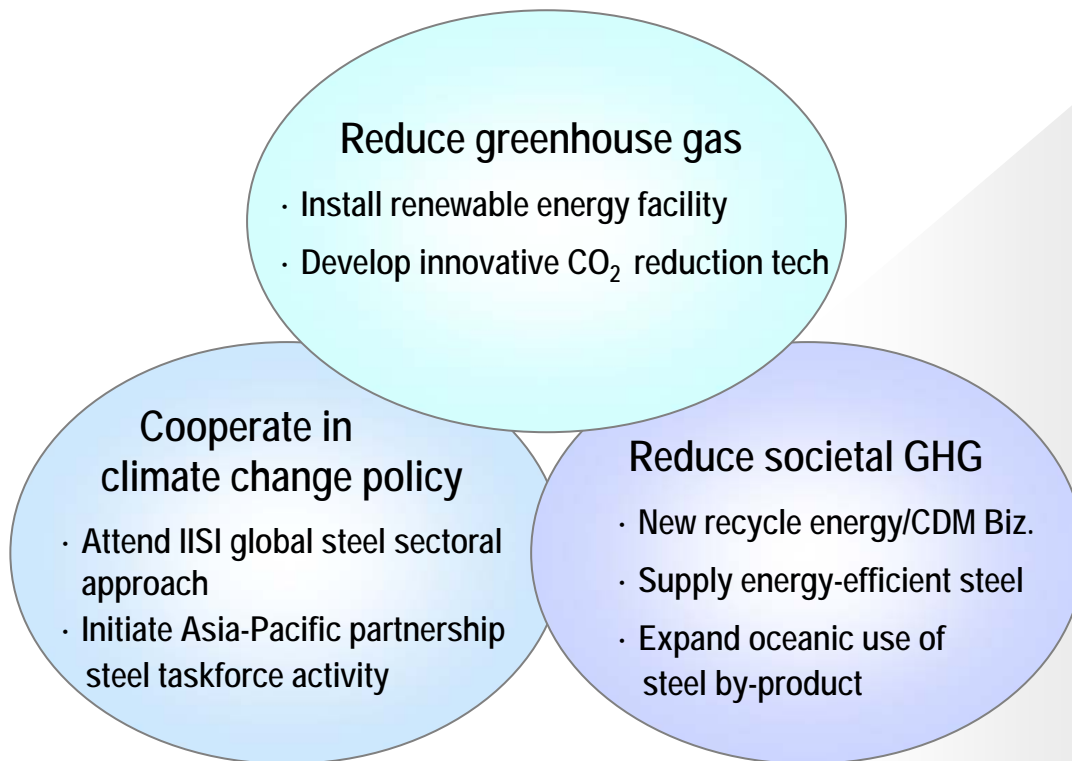 Reduce greenhouse gas
· Install renewable energy facility
· Develop innovative CO₂ reduction tech
Cooperate in
climate change policy
· Attend IISI global steel sectoral
approach
· Initiate Asia-Pacific partnership
steel taskforce activity
Reduce societal GHG
· New recycle energy/CDM Biz.
· Supply energy-efficient steel
· Expand oceanic use of
steel by-product